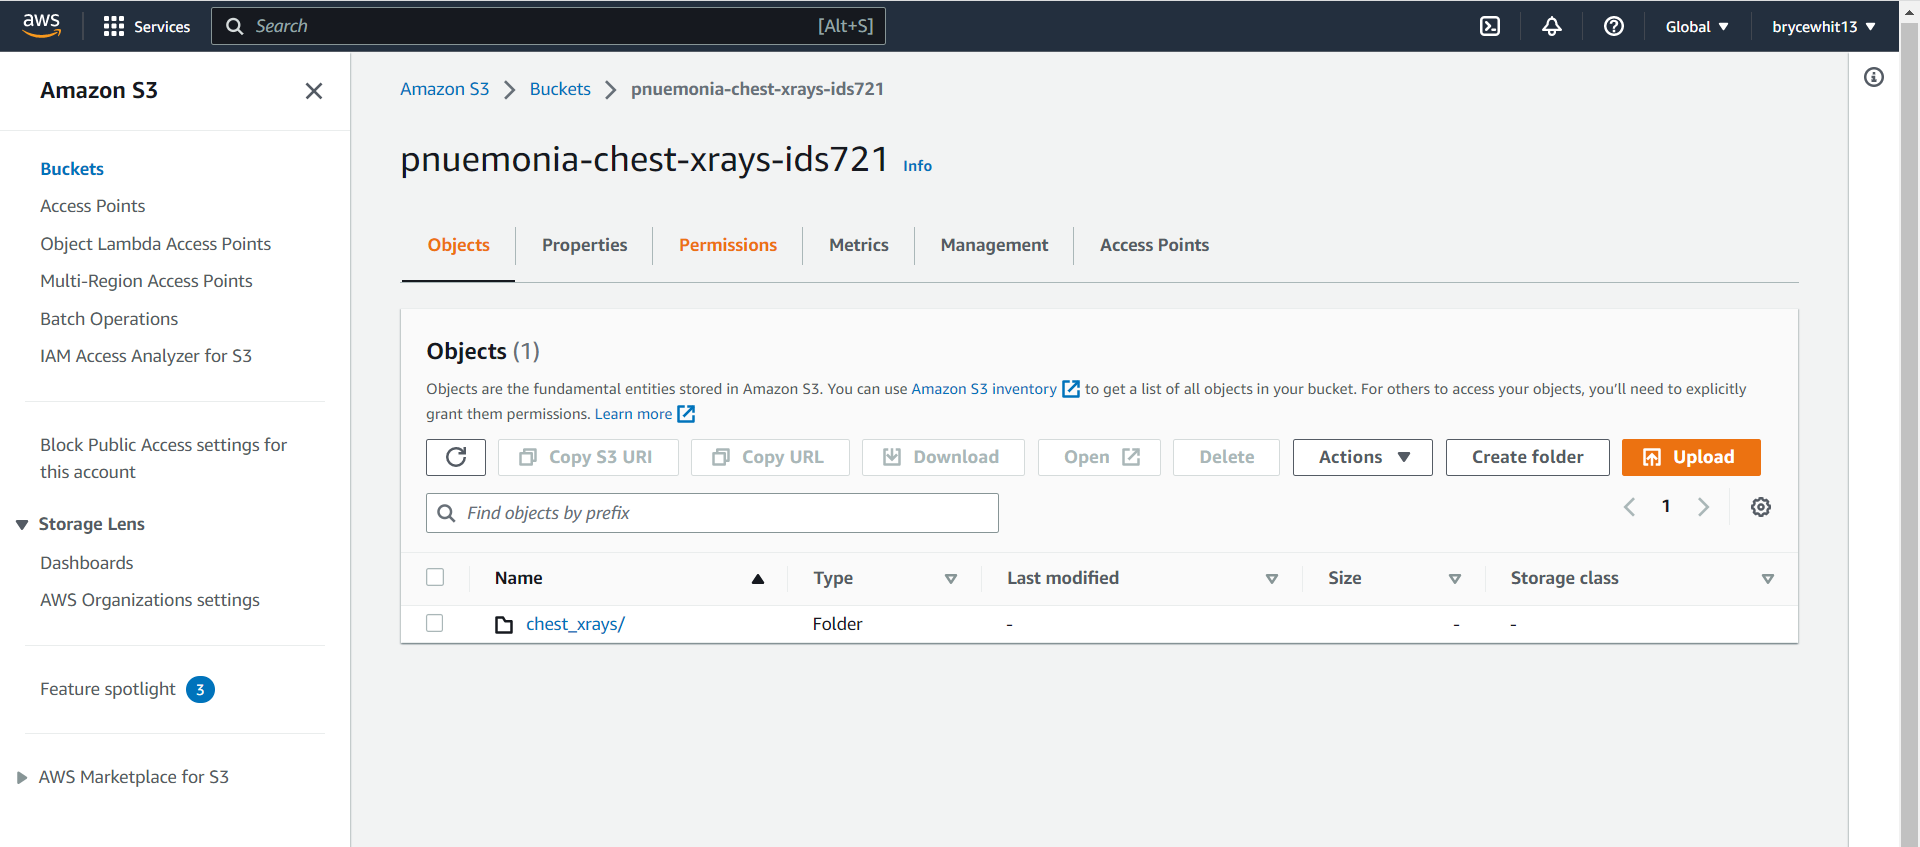 aws
Services
Search
[Alt+S]
Global
brycewhit13
Amazon S3
Buckets
Access Points
Object Lambda Access Points
Multi-Region Access Points
Batch Operations
IAM Access Analyzer for S3
Block Public Access settings for
this account
Storage Lens
Dashboards
AWS Organizations settings
Feature spotlight 3
AWS Marketplace for S3
Amazon S3 Buckets pnuemonia-chest-xrays-ids721
pnuemonia-chest-xrays-ids721 Info
Objects Properties Permissions Metrics Management Access Points
Objects (1)
Objects are the fundamental entities stored in Amazon S3. You can use Amazon S3 inventory to get a list of all objects in your bucket. For others to access your objects, you’ll need to explicitly
grant them permissions. Learn more
Copy S3 URI Copy URL Download Open Delete Actions Create folder Upload
Find objects by prefix
1
Name Type Last modified Size Storage class
chest_xrays/ Folder - - -